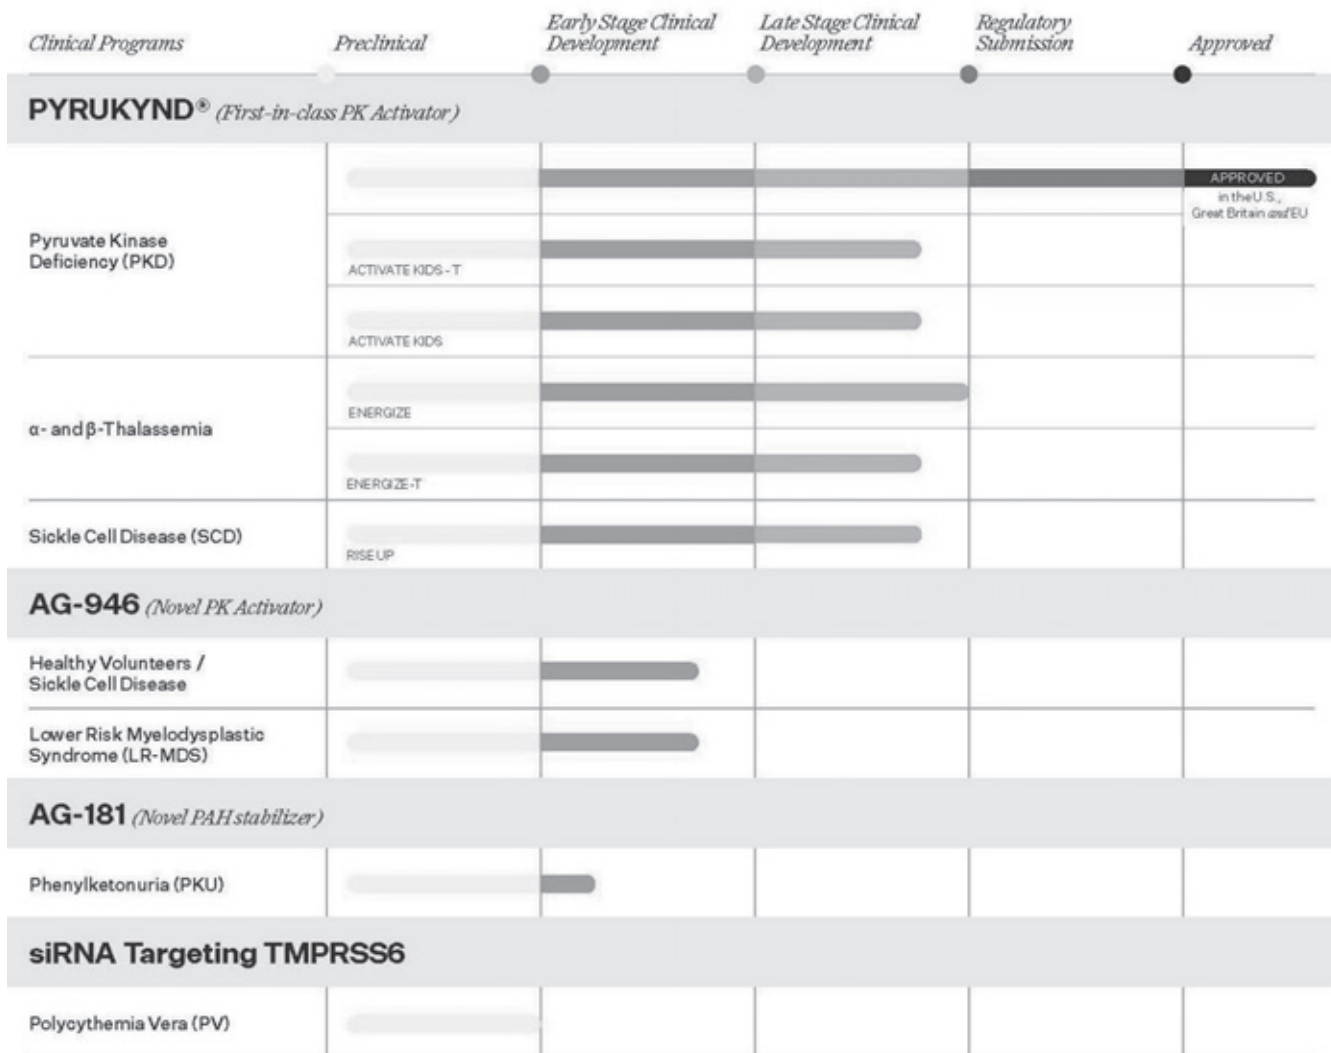 Clinical Programs
Preclinical
Early Stage Clinical
Development
Late Stage Clinical
Development
Regulatory
Submission
Approved
PYRUKYND® (First-in-class PK Activator)
APPROVED
in the U.S.,
Great Britain and EU
Pyruvate Kinase
Deficiency (PKD)
ACTIVATE KIDS-T
ACTIVATE KIDS
α- and β-Thalassemia
ENERGIZE
ENERGIZE-T
Sickle Cell Disease (SCD)
RISE UP
AG-946 (Novel PK Activator)
Healthy Volunteers /
Sickle Cell Disease
Lower Risk Myelodysplastic
Syndrome (LR-MDS)
AG-181 (Novel PAH stabilizer)
Phenylketonuria (PKU)
siRNA Targeting TMPRSS6
Polycythemia Vera (PV)